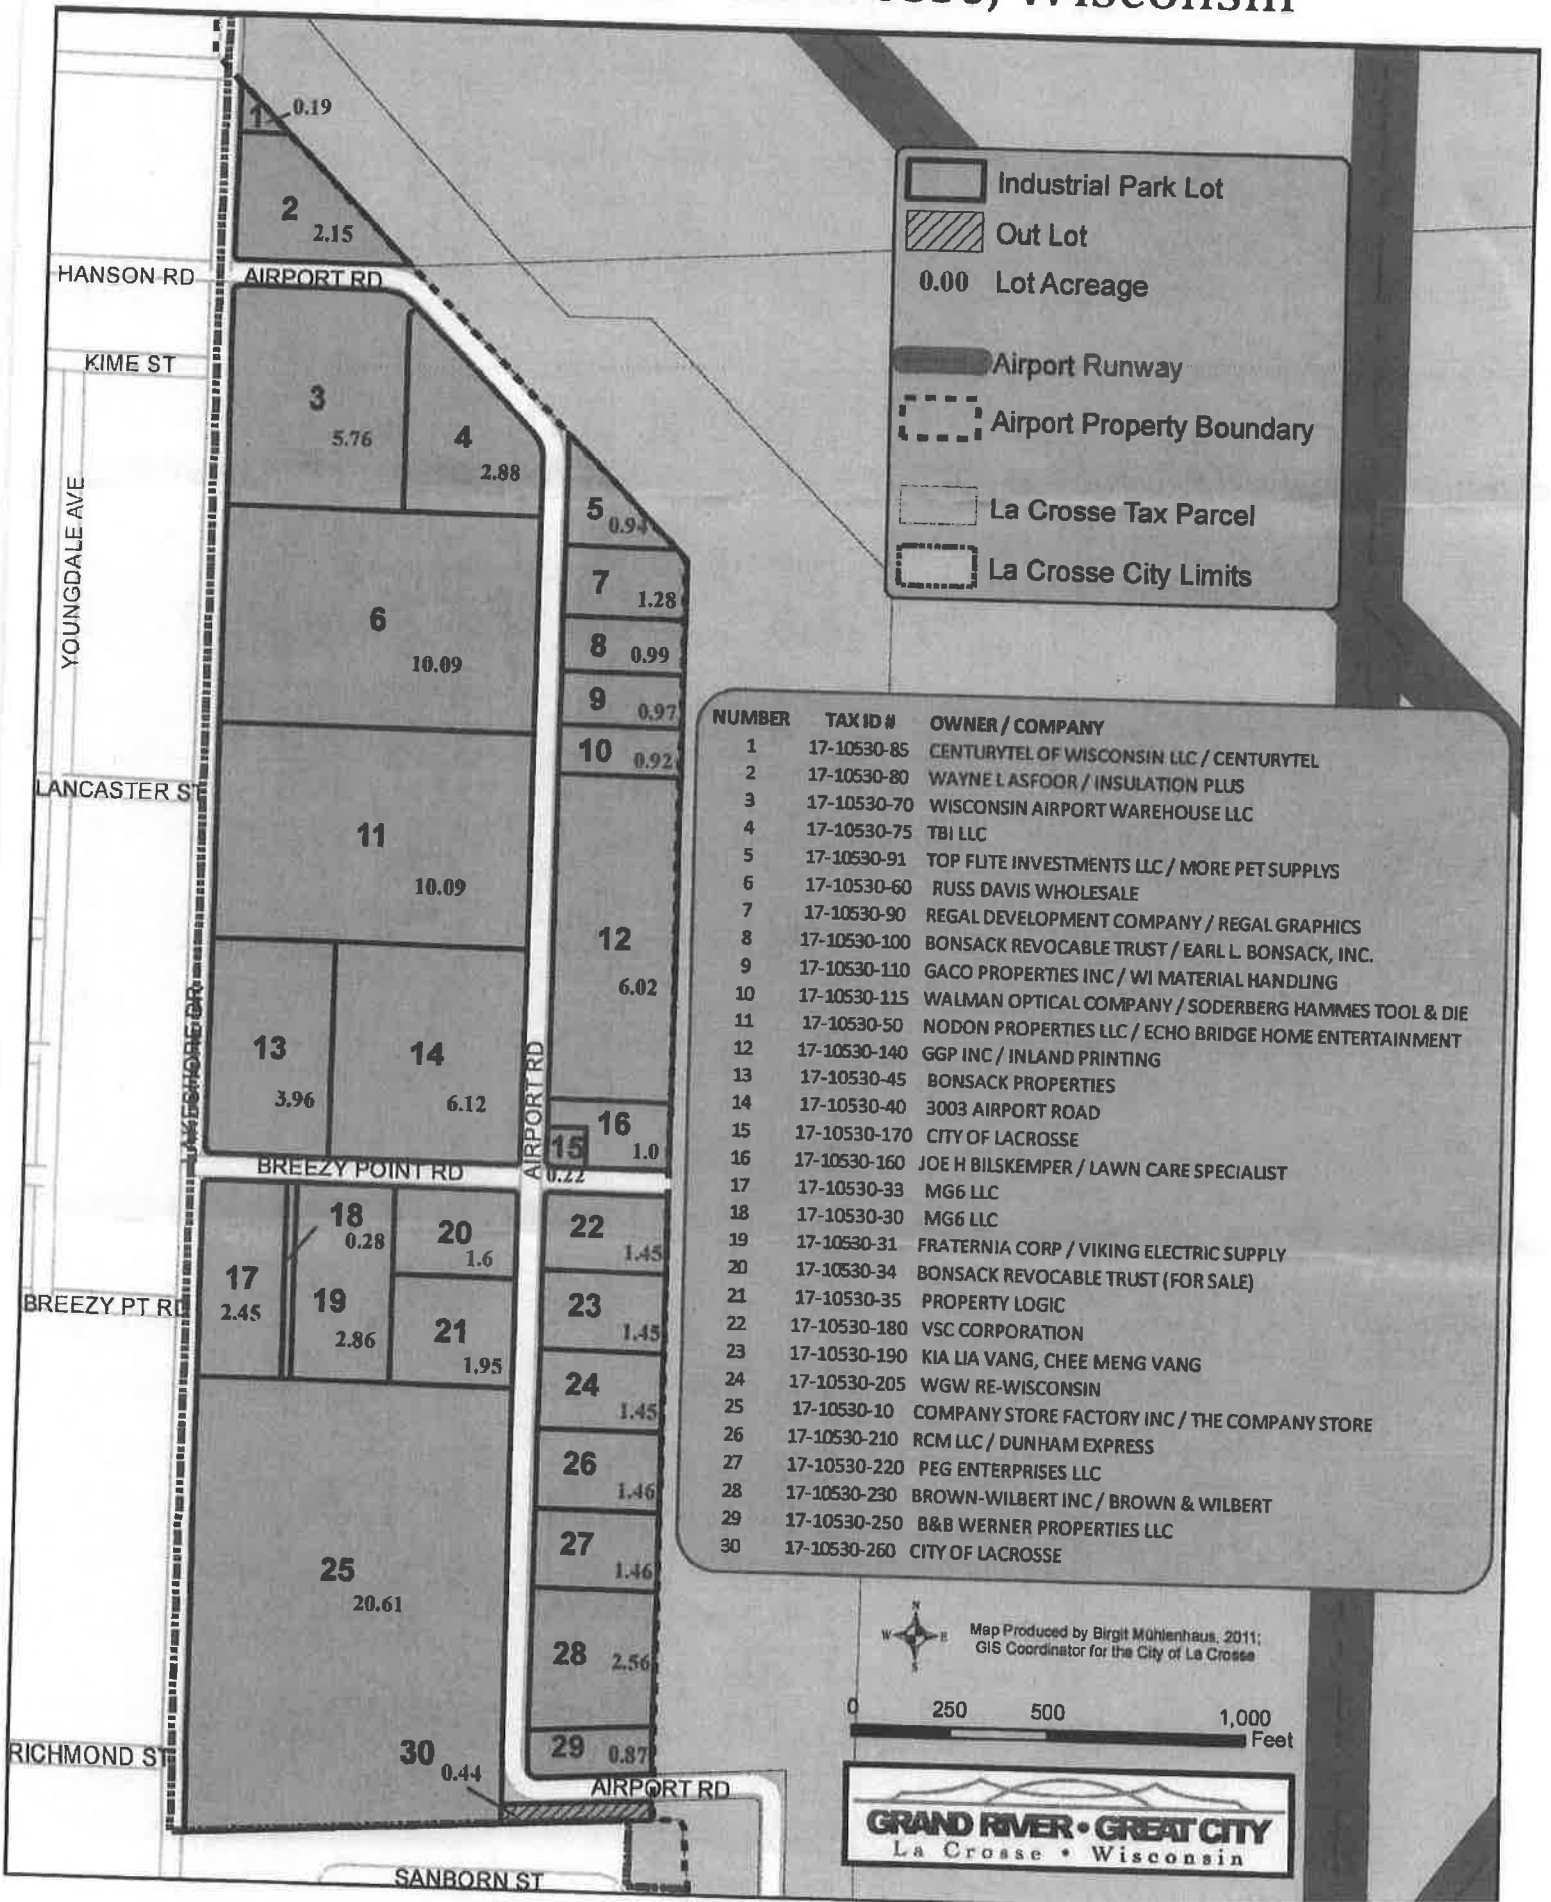 Wisconsin
1 0.19
2
2.15
HANSON RD
AIRPORT RD
KIME ST
3
5.76
4
2.88
YOUNGDALE AVE
5
0.94
6
10.09
7
1.28
8 0.99
9
0.97
10 0.92
LANCASTER ST
11
10.09
12
6.02
LAKESHORE DR
13
3.96
14
6.12
AIRPORT RD
15
0.22
16
1.0
BREEZY POINT RD
17
2.45
18
0.28
19
2.86
20
1.6
21
1.95
22
1.45
BREEZY PT RD
23
1.45
24
1.45
25
20.61
26
1.46
27
1.46
28 2.56
29 0.87
30
0.44
RICHMOND ST
AIRPORT RD
SANBORN ST
Industrial Park Lot
Out Lot
0.00 Lot Acreage
Airport Runway
Airport Property Boundary
La Crosse Tax Parcel
La Crosse City Limits
NUMBER TAX ID # OWNER / COMPANY
1 17-10530-85 CENTURYTEL OF WISCONSIN LLC / CENTURYTEL
2 17-10530-80 WAYNE L ASFOOR / INSULATION PLUS
3 17-10530-70 WISCONSIN AIRPORT WAREHOUSE LLC
4 17-10530-75 TBI LLC
5 17-10530-91 TOP FLITE INVESTMENTS LLC / MORE PET SUPPLYS
6 17-10530-60 RUSS DAVIS WHOLESALE
7 17-10530-90 REGAL DEVELOPMENT COMPANY / REGAL GRAPHICS
8 17-10530-100 BONSACK REVOCABLE TRUST / EARL L. BONSACK, INC.
9 17-10530-110 GACO PROPERTIES INC / WI MATERIAL HANDLING
10 17-10530-115 WALMAN OPTICAL COMPANY / SODERBERG HAMMES TOOL & DIE
11 17-10530-50 NODON PROPERTIES LLC / ECHO BRIDGE HOME ENTERTAINMENT
12 17-10530-140 GGP INC / INLAND PRINTING
13 17-10530-45 BONSACK PROPERTIES
14 17-10530-40 3003 AIRPORT ROAD
15 17-10530-170 CITY OF LACROSSE
16 17-10530-160 JOE H BILSKEMPER / LAWN CARE SPECIALIST
17 17-10530-33 MG6 LLC
18 17-10530-30 MG6 LLC
19 17-10530-31 FRATERNIA CORP / VIKING ELECTRIC SUPPLY
20 17-10530-34 BONSACK REVOCABLE TRUST (FOR SALE)
21 17-10530-35 PROPERTY LOGIC
22 17-10530-180 VSC CORPORATION
23 17-10530-190 KIA LIA VANG, CHEE MENG VANG
24 17-10530-205 WGW RE-WISCONSIN
25 17-10530-10 COMPANY STORE FACTORY INC / THE COMPANY STORE
26 17-10530-210 RCM LLC / DUNHAM EXPRESS
27 17-10530-220 PEG ENTERPRISES LLC
28 17-10530-230 BROWN-WILBERT INC / BROWN & WILBERT
29 17-10530-250 B&B WERNER PROPERTIES LLC
30 17-10530-260 CITY OF LACROSSE
N
W E
S
Map Produced by Birgit Mühlenhaus, 2011;
GIS Coordinator for the City of La Crosse
0 250 500 1,000
Feet
GRAND RIVER • GREAT CITY
La Crosse • Wisconsin